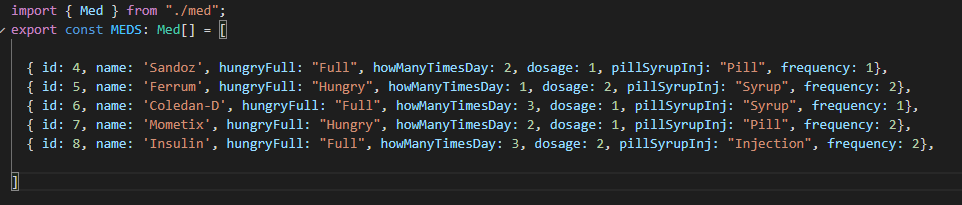 import { Med } from "./med";
export const MEDS: Med[] = [
{ id: 4, name: 'Sandoz', hungryFull: "Full", howManyTimesDay: 2, dosage: 1, pillSyrupInj: "Pill", frequency: 1},
{ id: 5, name: 'Ferrum', hungryFull: "Hungry", howManyTimesDay: 1, dosage: 2, pillSyrupInj: "Syrup", frequency: 2},
{ id: 6, name: 'Coledan-D', hungryFull: "Full", howManyTimesDay: 3, dosage: 1, pillSyrupInj: "Syrup", frequency: 1},
{ id: 7, name: 'Mometix', hungryFull: "Hungry", howManyTimesDay: 2, dosage: 1, pillSyrupInj: "Pill", frequency: 2},
{ id: 8, name: 'Insulin', hungryFull: "Full", howManyTimesDay: 3, dosage: 2, pillSyrupInj: "Injection", frequency: 2},
]